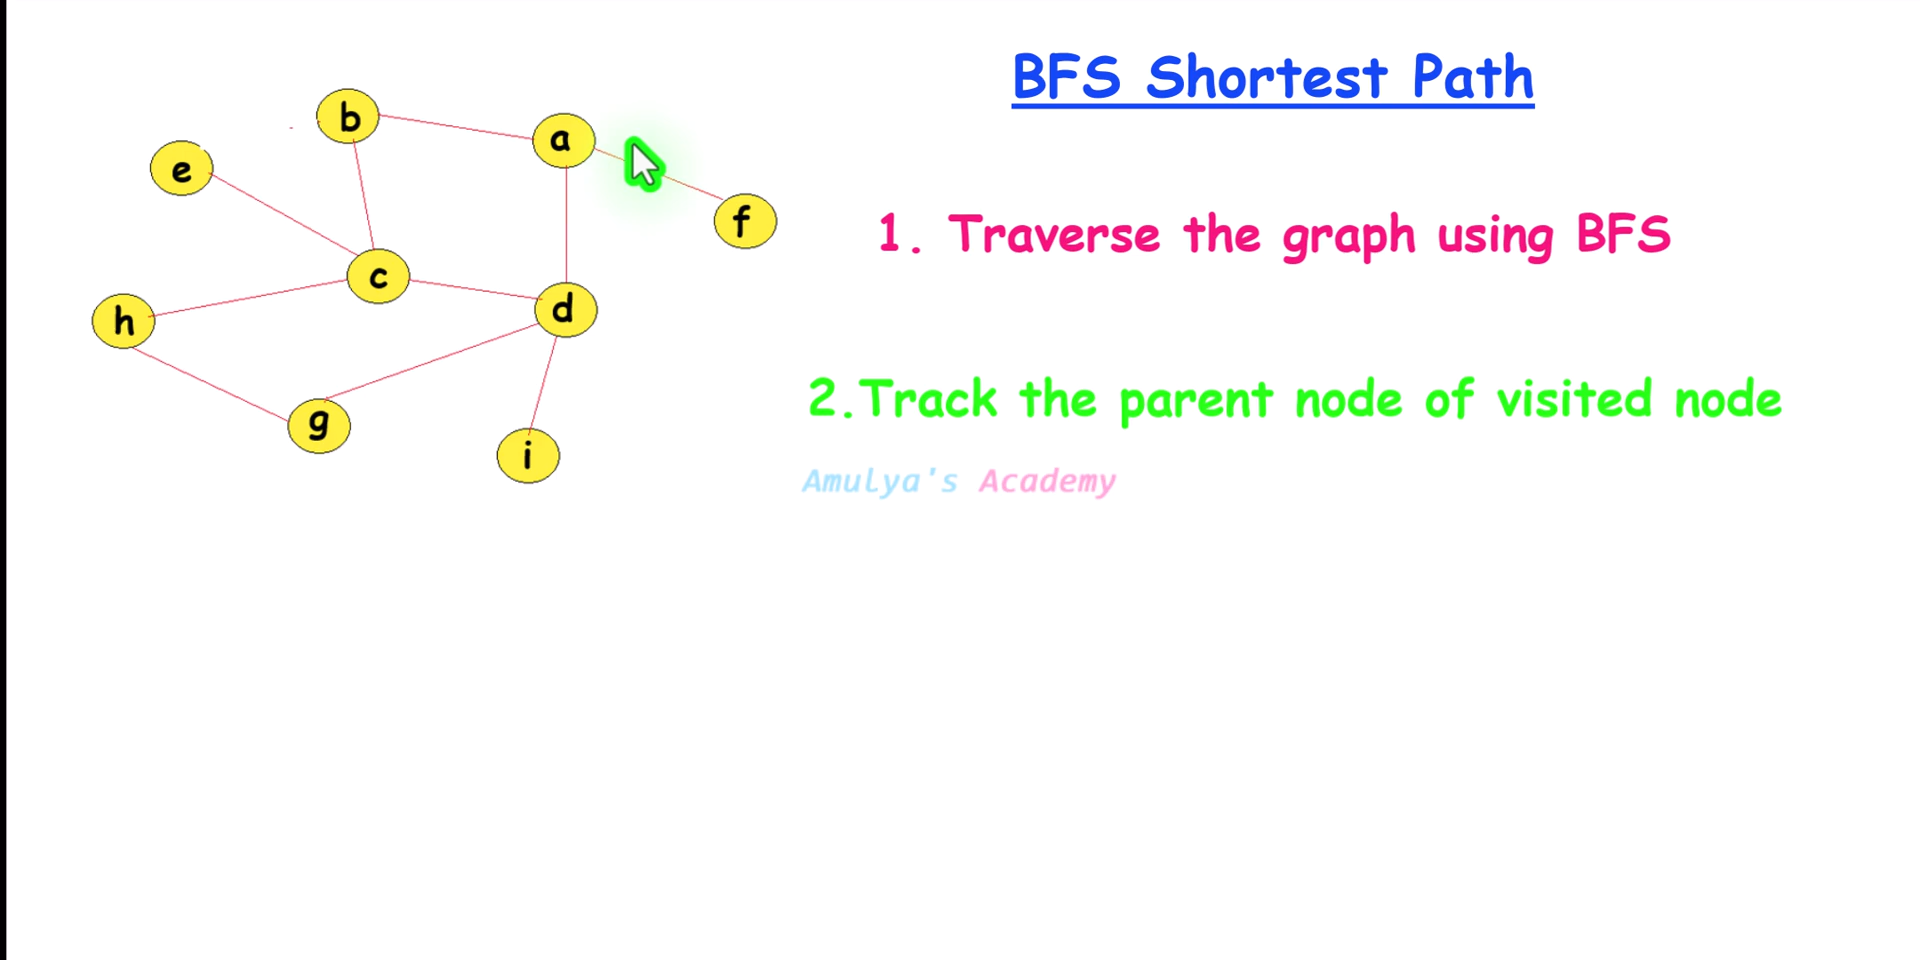 BFS Shortest Path
b
a
e
f
1. Traverse the graph using BFS
c
d
h
2.Track the parent node of visited node
g
i
Amulya's Academy